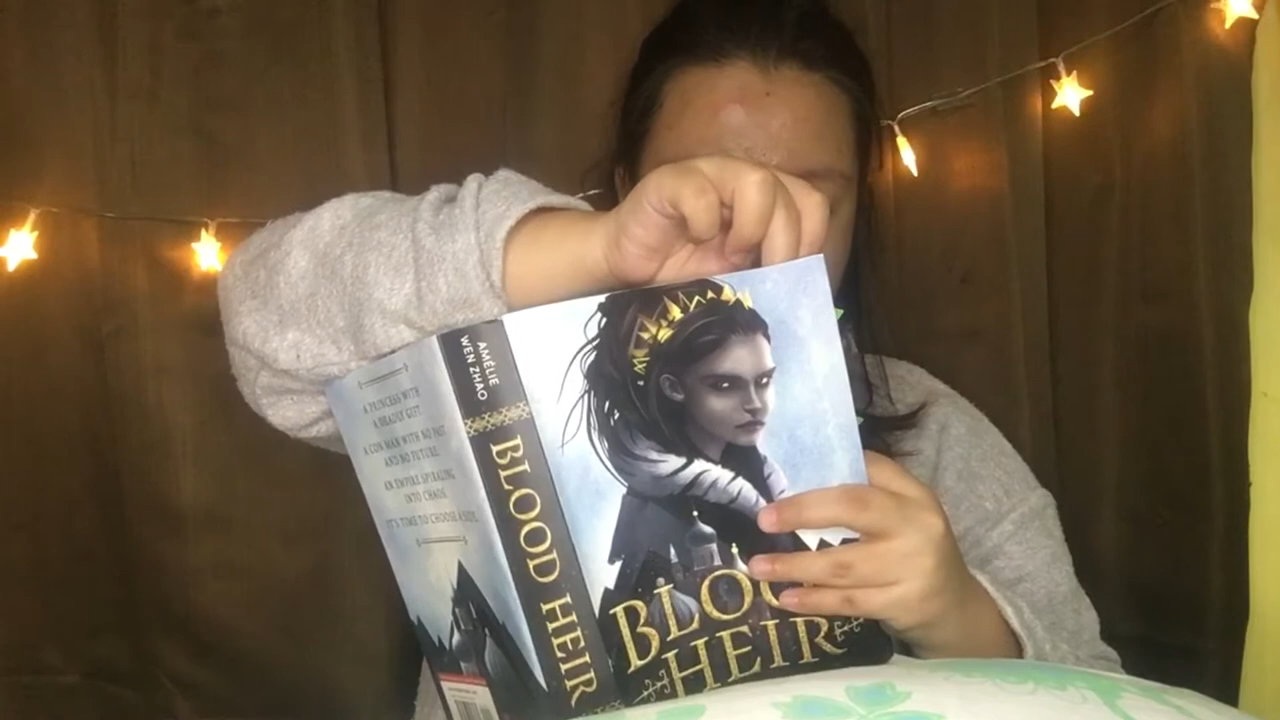 A PRINCESS WITH
A DEADLY GIFT.
A CON MAN WITH NO PAST
AND NO FUTURE.
AN EMPIRE SPIRALING
INTO CHAOS.
IT'S TIME TO CHOOSE A SIDE.
AMÉLIE
WEN ZHAO
BLOOD HEIR
BLOO
HEIR